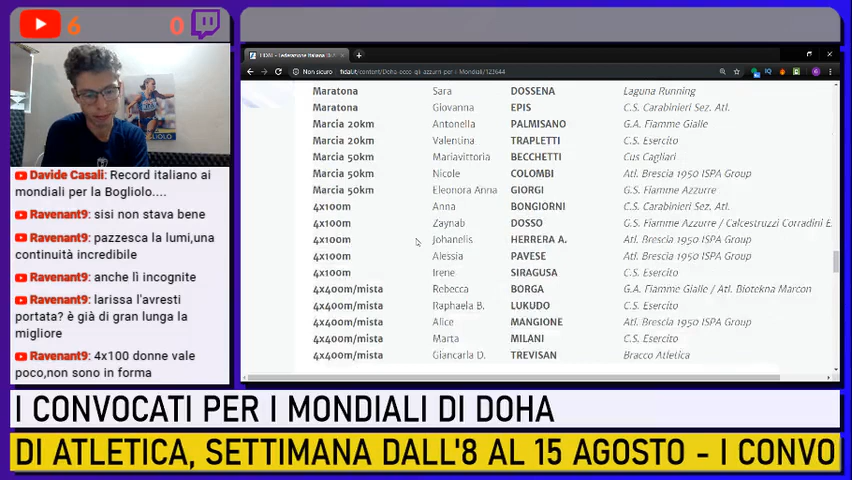 6 0
FIDAL - Federazione Italiana Di A
Non sicuro | fidal.it/content/Doha-ecco-gli-azzurri-per-i-Mondiali/123644
Maratona Sara DOSSENA Laguna Running
Maratona Giovanna EPIS C.S. Carabinieri Sez. Atl.
Marcia 20km Antonella PALMISANO G.A. Fiamme Gialle
Marcia 20km Valentina TRAPLETTI C.S. Esercito
Marcia 50km Mariavittoria BECCHETTI Cus Cagliari
Marcia 50km Nicole COLOMBI Atl. Brescia 1950 ISPA Group
Marcia 50km Eleonora Anna GIORGI G.S. Fiamme Azzurre
4x100m Anna BONGIORNI C.S. Carabinieri Sez. Atl.
4x100m Zaynab DOSSO G.S. Fiamme Azzurre / Calcestruzzi Corradini E
4x100m Johanelis HERRERA A. Atl. Brescia 1950 ISPA Group
4x100m Alessia PAVESE Atl. Brescia 1950 ISPA Group
4x100m Irene SIRAGUSA C.S. Esercito
4x400m/mista Rebecca BORGA G.A. Fiamme Gialle / Atl. Biotekna Marcon
4x400m/mista Raphaela B. LUKUDO C.S. Esercito
4x400m/mista Alice MANGIONE Atl. Brescia 1950 ISPA Group
4x400m/mista Marta MILANI C.S. Esercito
4x400m/mista Giancarla D. TREVISAN Bracco Atletica
Davide Casali: Record italiano ai
mondiali per la Bogliolo....
Ravenant9: sisi non stava bene
Ravenant9: pazzesca la lumi,una
continuità incredibile
Ravenant9: anche lì incognite
Ravenant9: larissa l'avresti
portata? è già di gran lunga la
migliore
Ravenant9: 4x100 donne vale
poco,non sono in forma
I CONVOCATI PER I MONDIALI DI DOHA
DI ATLETICA, SETTIMANA DALL'8 AL 15 AGOSTO - I CONVO